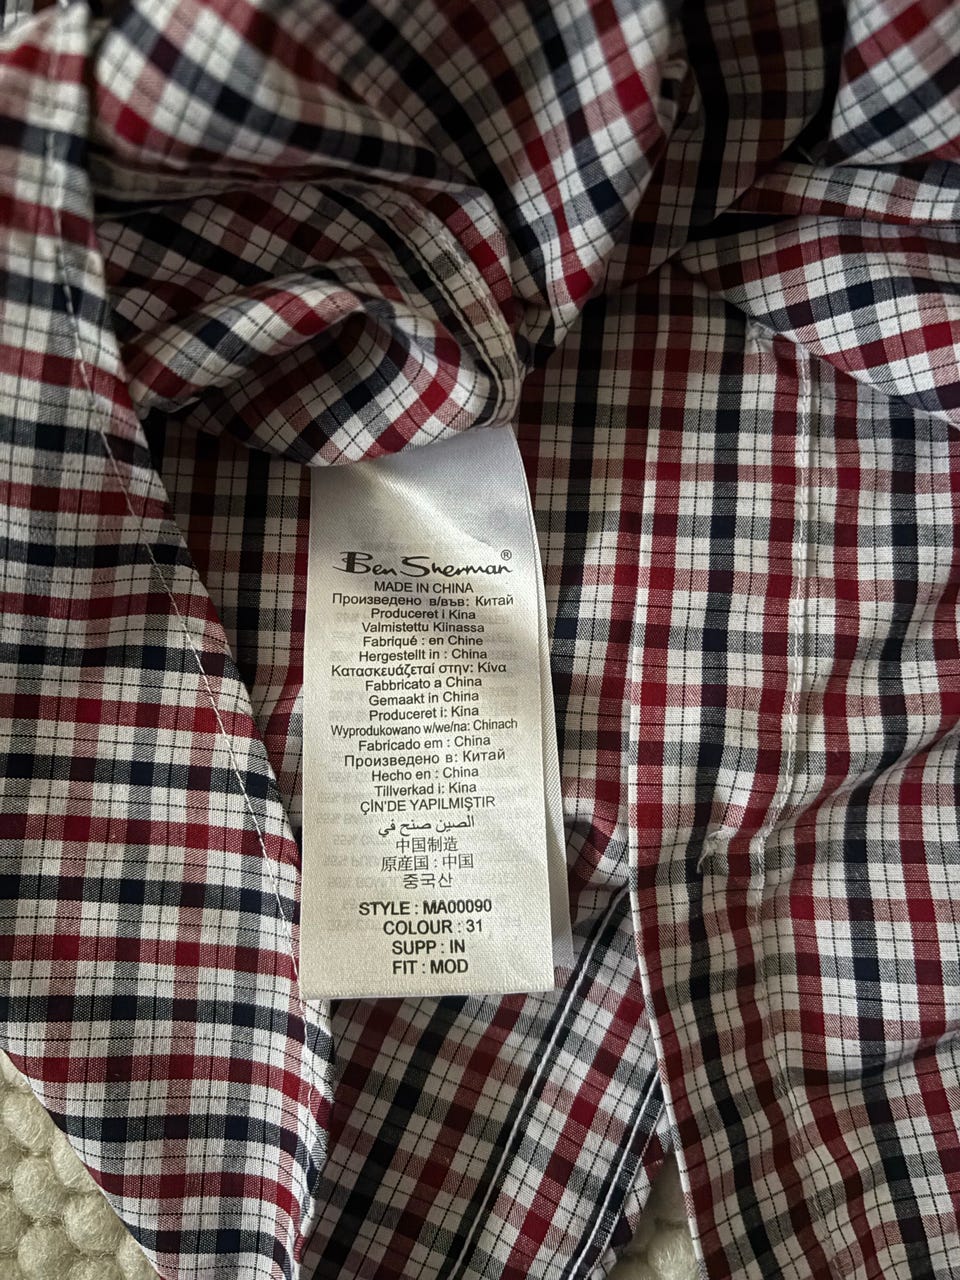 Ben Sherman®
MADE IN CHINA
Произведено в/във: Китай
Produceret i Kina
Valmistettu Kiinassa
Fabriqué : en Chine
Hergestellt in : China
Κατασκευάζεταί στην: Κίνα
Fabbricato a China
Gemaakt in China
Produceret i: Kina
Wyprodukowano w/we/na: Chinach
Fabricado em : China
Произведено в: Китай
Hecho en : China
Tillverkad i: Kina
ÇİN'DE YAPILMIŞTIR
الصين صنح في
中国制造
原産国 : 中国
중국산
STYLE : MA00090
COLOUR : 31
SUPP : IN
FIT : MOD